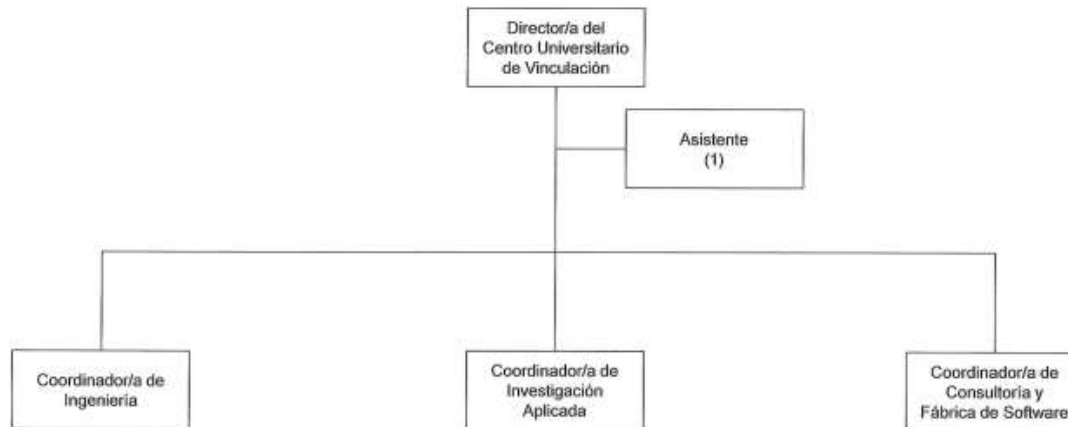 Director/a del
Centro Universitario
de Vinculación
Asistente
(1)
Coordinador/a de
Ingeniería
Coordinador/a de
Investigación
Aplicada
Coordinador/a de
Consultoría y
Fábrica de Software